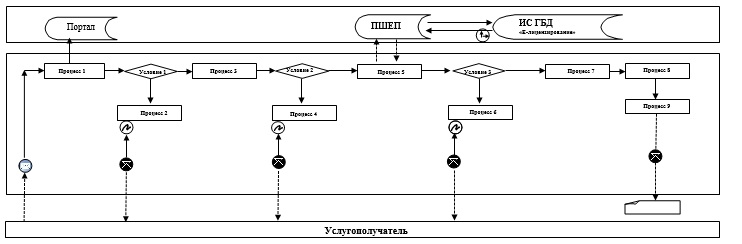 Портал
ПШЕП
ИС ГБД
«Е-лицензирование»
Процесс 1
Условие 1
Процесс 3
Условие 2
Процесс 5
Условие 3
Процесс 7
Процесс 8
Процесс 2
Процесс 4
Процесс 6
Процесс 9
Услугополучатель